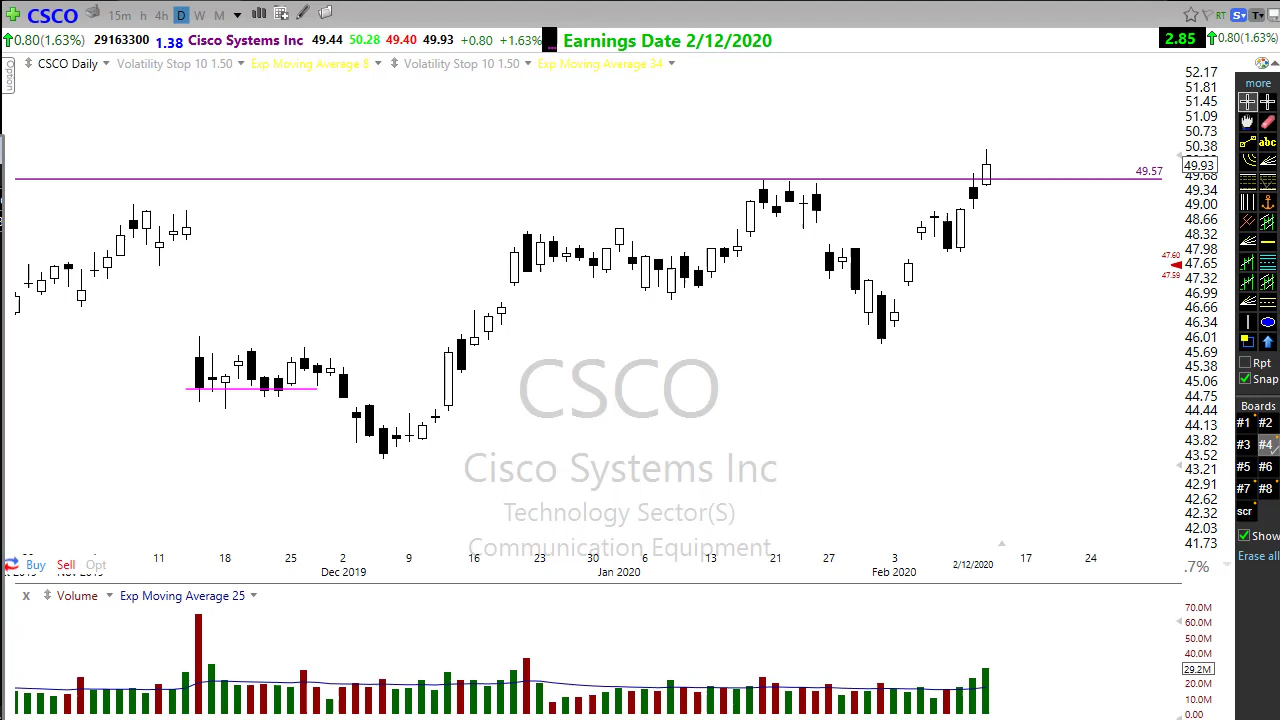 CSCO 15m h 4h D W M RT S T
0.80(1.63%) 29163300 1.38 Cisco Systems Inc 49.44 50.28 49.40 49.93 +0.80 +1.63% Earnings Date 2/12/2020 2.85 0.80(1.63%)
Option
CSCO Daily Volatility Stop 10 1.50 Exp Moving Average 8 Volatility Stop 10 1.50 Exp Moving Average 34
52.17
51.81
51.45
51.09
50.73
50.38
49.93
49.57
49.34
49.00
48.66
48.32
47.98
47.60
47.65
47.59
47.32
46.99
46.66
46.34
46.01
45.69
45.38
45.06
44.75
44.44
44.13
43.82
43.52
43.21
42.91
42.62
42.32
42.03
41.73
more
abc
Rpt
Snap
Boards
#1 #2
#3 #4
#5 #6
#7 #8
scr
Show
Erase all
CSCO
Cisco Systems Inc
Technology Sector(S)
Communication Equipment
11 18 25 2 9 16 23 30 6 13 21 27 3 17 24
Buy Sell Opt
Dec 2019 Jan 2020 Feb 2020 2/12/2020 .7%
x Volume Exp Moving Average 25
70.0M
60.0M
50.0M
40.0M
29.2M
20.0M
10.0M
0.00